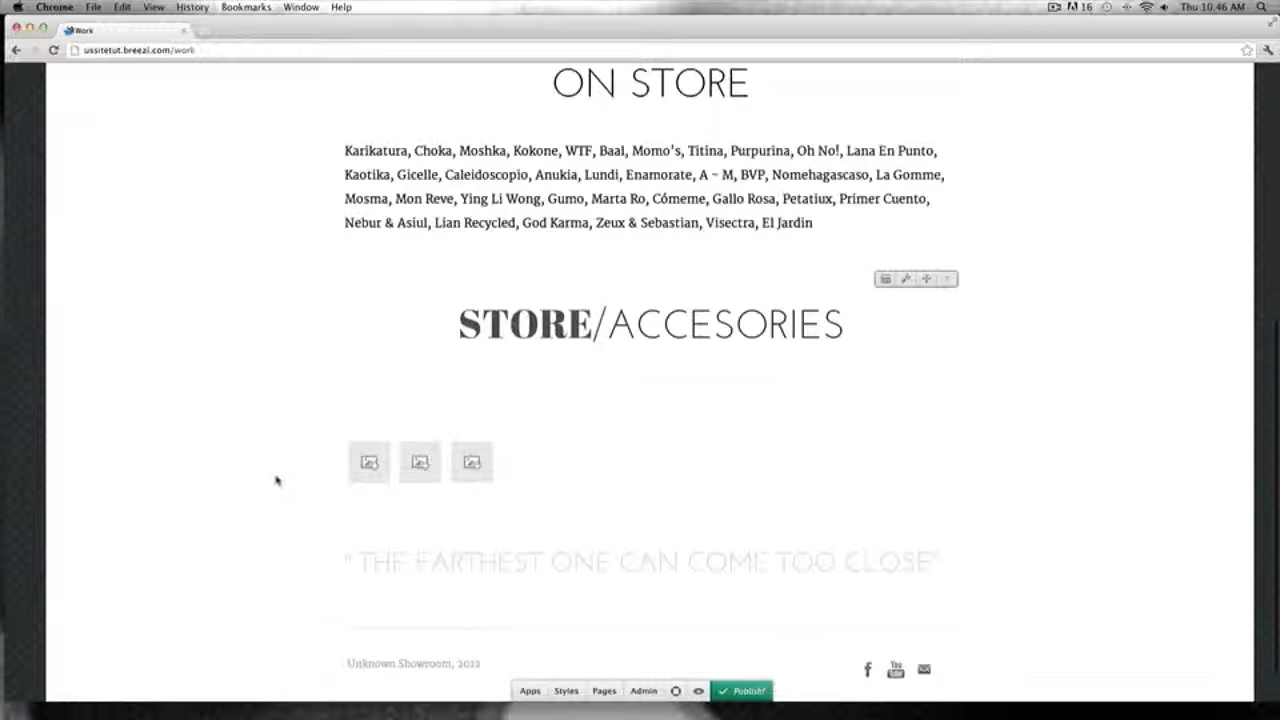 Chrome File Edit View History Bookmarks Window Help 16 Thu 10.46 AM
Work
ussitetut.breezi.com/work
ON STORE
Karikatura, Choka, Moshka, Kokone, WTF, Baal, Momo's, Titina, Purpurina, Oh No!, Lana En Punto,
Kaotika, Gicelle, Caleidoscopio, Anukia, Lundi, Enamorate, A - M, BVP, Nomehagascaso, La Gomme,
Mosma, Mon Reve, Ying Li Wong, Gumo, Marta Ro, Cómeme, Gallo Rosa, Petatiux, Primer Cuento,
Nebur & Asiul, Lian Recycled, God Karma, Zeux & Sebastian, Visectra, El Jardin
STORE/ACCESORIES
" THE FARTHEST ONE CAN COME TOO CLOSE"
Unknown Showroom, 2012
You Tube
Apps Styles Pages Admin Publish!